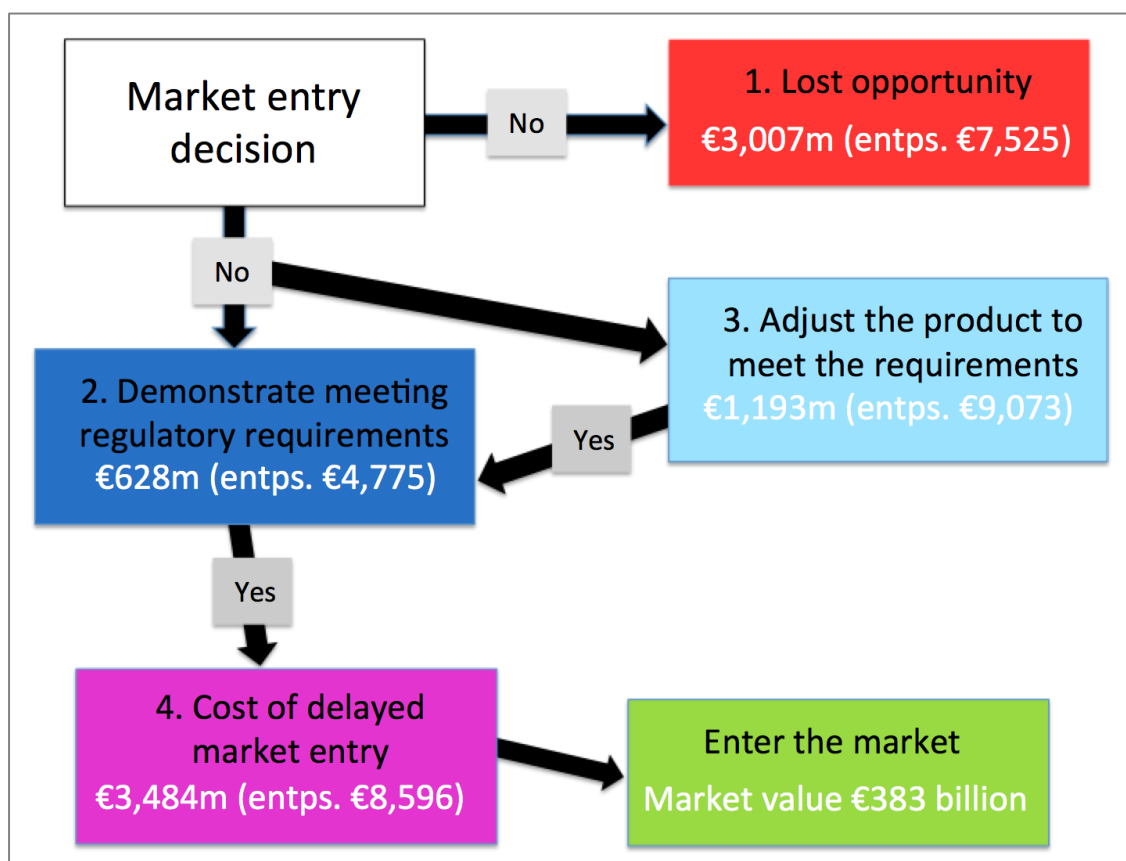 Market entry
decision
No
1. Lost opportunity
€3,007m (entps. €7,525)
No
3. Adjust the product to
meet the requirements
€1,193m (entps. €9,073)
Yes
2. Demonstrate meeting
regulatory requirements
€628m (entps. €4,775)
Yes
4. Cost of delayed
market entry
€3,484m (entps. €8,596)
Enter the market
Market value €383 billion